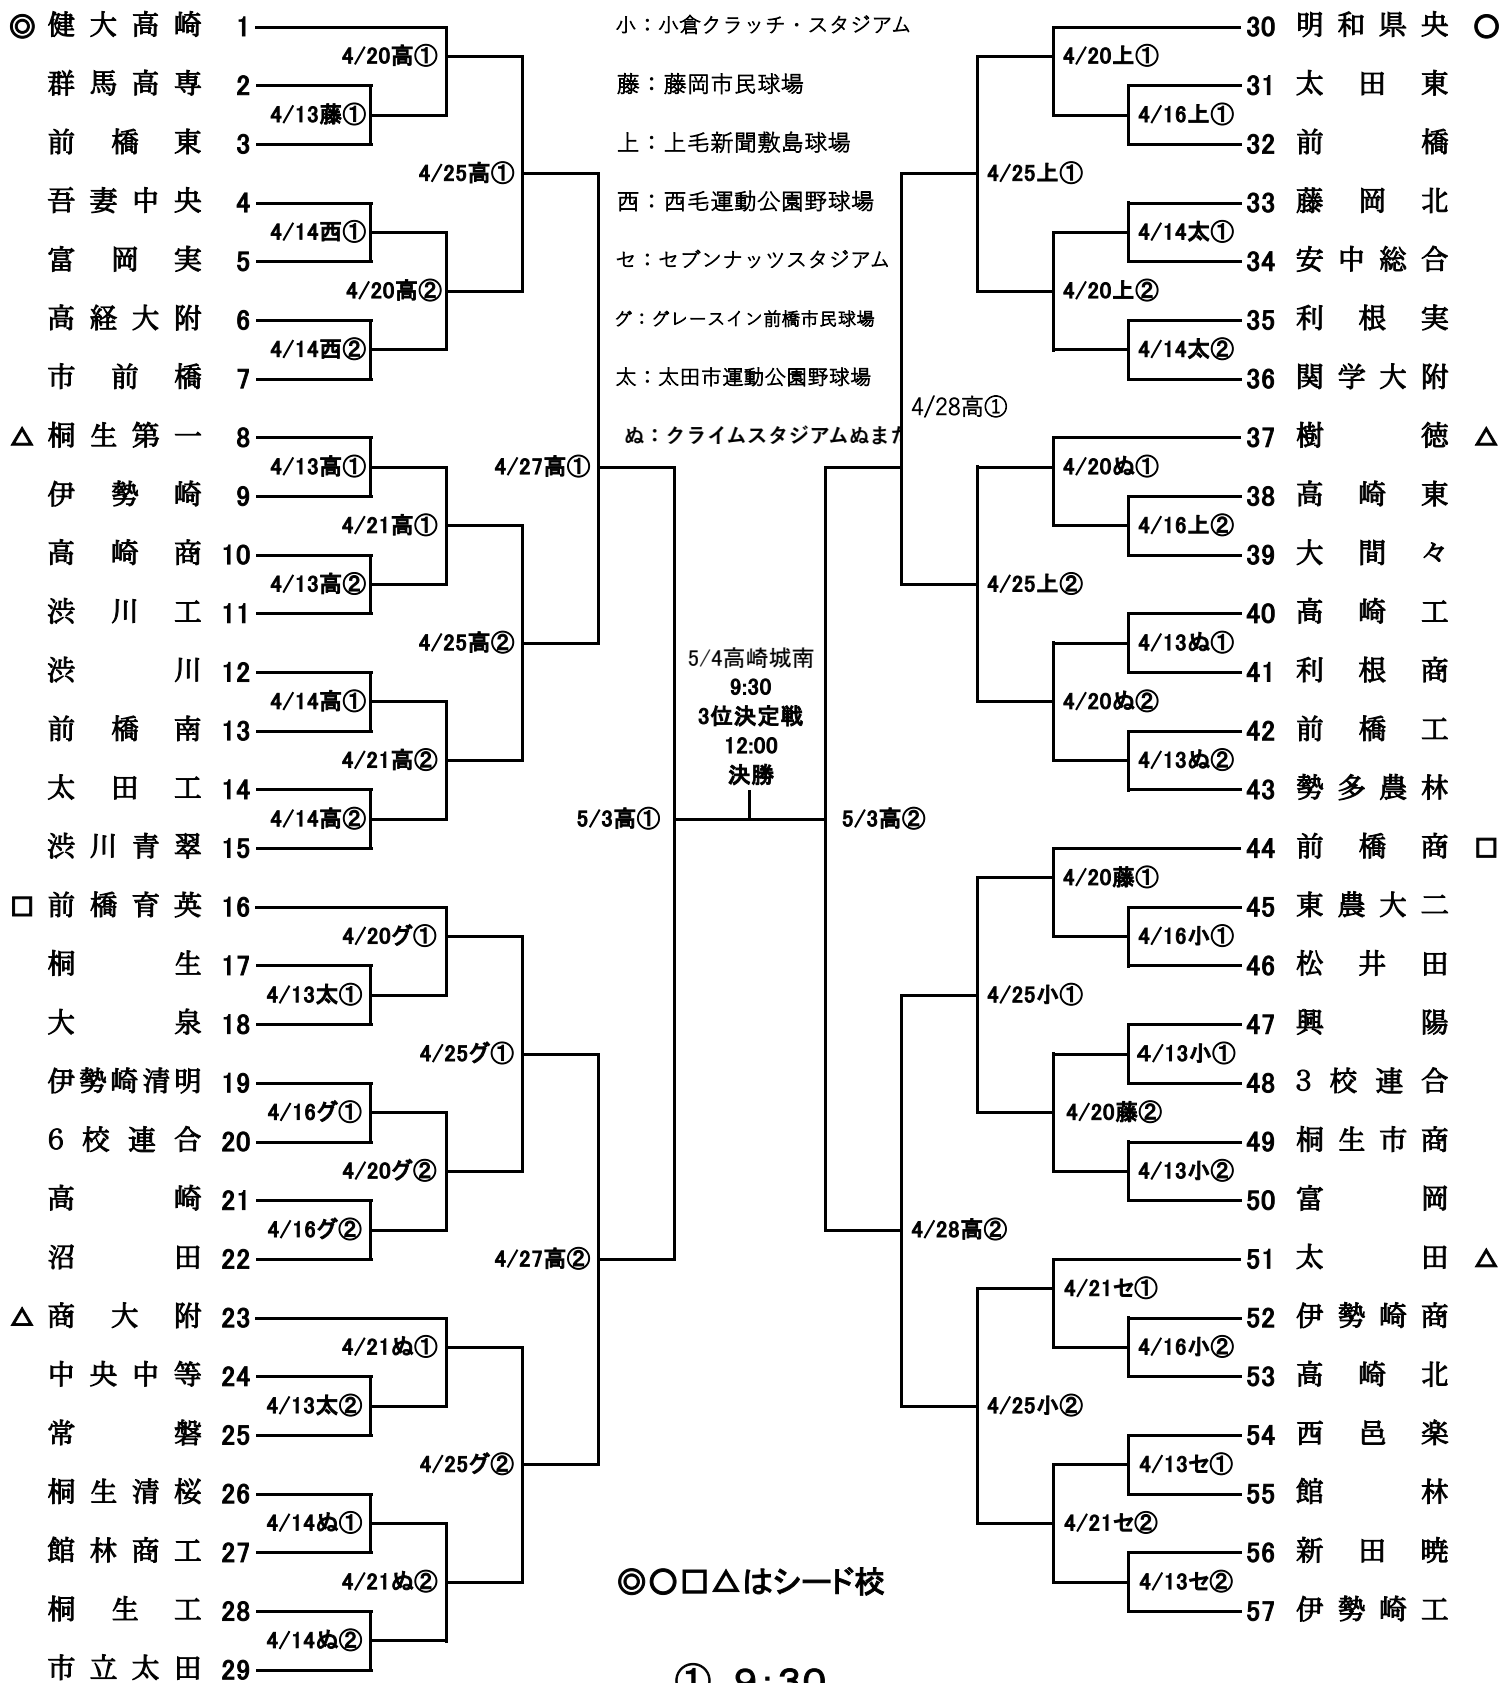 ◎ 健大高崎 1
群馬高専 2
前橋東 3
吾妻中央 4
富岡実 5
高経大附 6
市前橋 7
△ 桐生第一 8
伊勢崎 9
高崎商 10
渋川工 11
渋川 12
前橋南 13
太田工 14
渋川青翠 15
□ 前橋育英 16
桐生 17
大泉 18
伊勢崎清明 19
6校連合 20
高崎 21
沼田 22
△ 商大附 23
中央中等 24
常磐 25
桐生清桜 26
館林商工 27
桐生工 28
市立太田 29
4/13藤①
4/14西①
4/14西②
4/13高①
4/13高②
4/14高①
4/14高②
4/13太①
4/16グ①
4/16グ②
4/13太②
4/14ぬ①
4/14ぬ②
4/20高①
4/20高②
4/21高①
4/21高②
4/20グ①
4/20グ②
4/21ぬ①
4/21ぬ②
4/25高①
4/25高②
4/25グ①
4/25グ②
4/27高①
4/27高②
5/3高①
小：小倉クラッチ・スタジアム
藤：藤岡市民球場
上：上毛新聞敷島球場
西：西毛運動公園野球場
セ：セブンナッツスタジアム
グ：グレースイン前橋市民球場
太：太田市運動公園野球場
ぬ：クライムスタジアムぬまた
5/4高崎城南
9:30
3位決定戦
12:00
決勝
5/3高②
4/28高①
4/28高②
4/25上①
4/25上②
4/25小①
4/25小②
4/20上①
4/20上②
4/20ぬ①
4/20ぬ②
4/20藤①
4/20藤②
4/21セ①
4/21セ②
4/16上①
4/14太①
4/14太②
4/16上②
4/13ぬ①
4/13ぬ②
4/16小①
4/13小①
4/13小②
4/16小②
4/13セ①
4/13セ②
30 明和県央 ○
31 太田東
32 前橋
33 藤岡北
34 安中総合
35 利根実
36 関学大附
37 樹徳 △
38 高崎東
39 大間々
40 高崎工
41 利根商
42 前橋工
43 勢多農林
44 前橋商 □
45 東農大二
46 松井田
47 興陽
48 3校連合
49 桐生市商
50 富岡
51 太田 △
52 伊勢崎商
53 高崎北
54 西邑楽
55 館林
56 新田暁
57 伊勢崎工
◎○□△はシード校
① 9:30